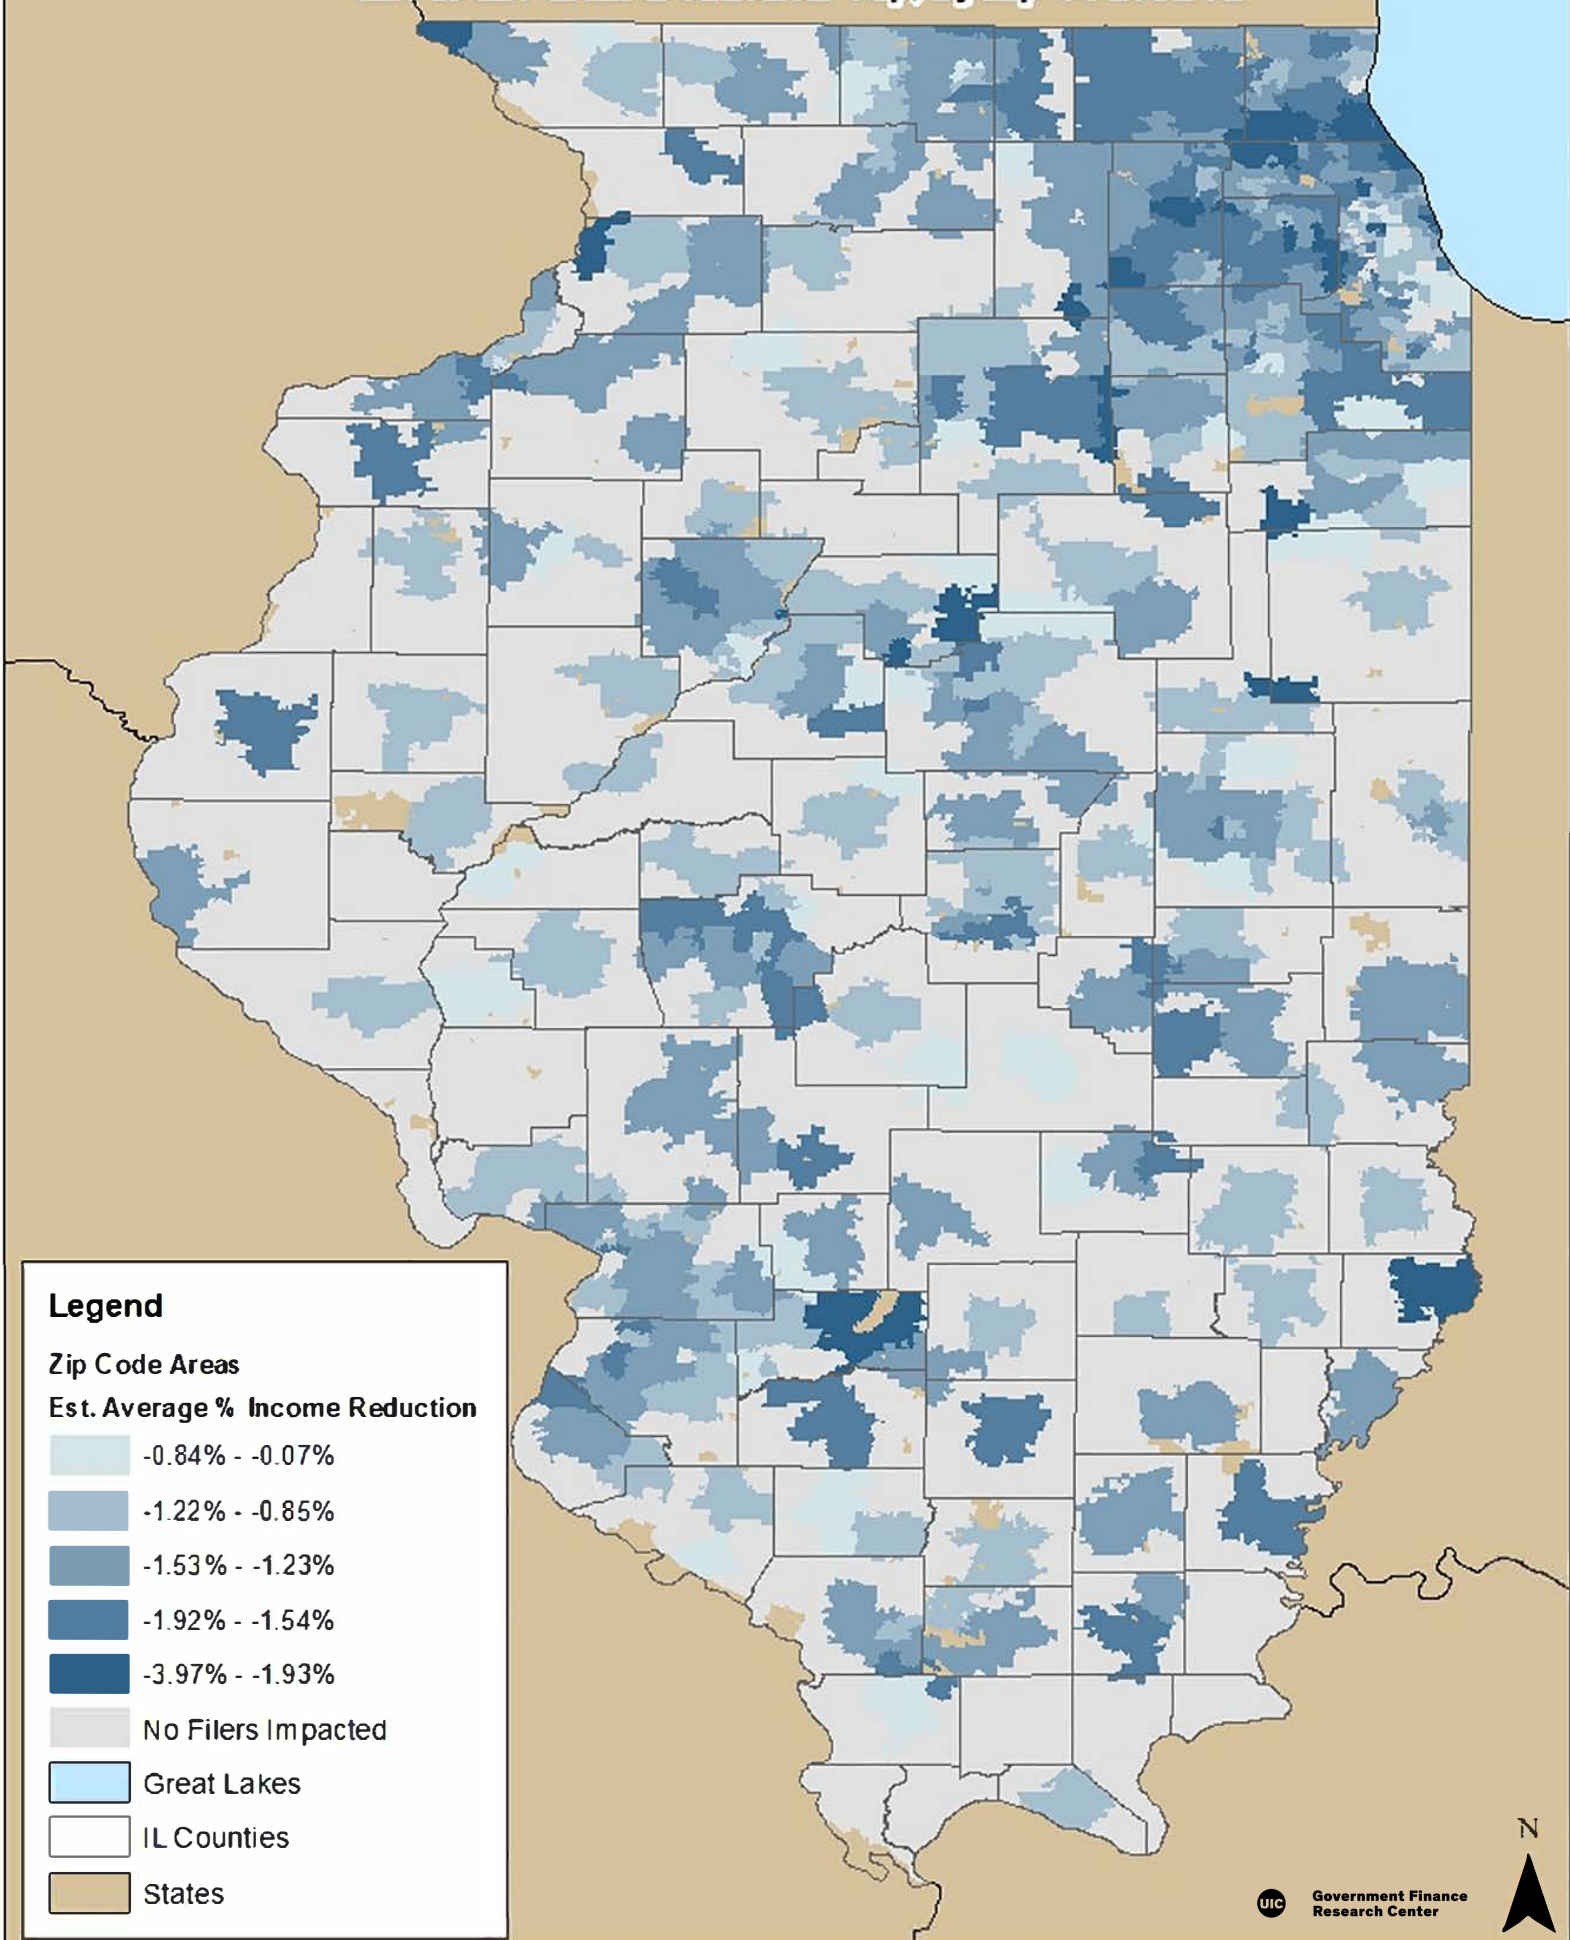 Legend
Zip Code Areas
Est. Average % Income Reduction
-0.84% - -0.07%
-1.22% - -0.85%
-1.53% - -1.23%
-1.92% - -1.54%
-3.97% - -1.93%
No Filers Impacted
Great Lakes
IL Counties
States
N
UIC
Government Finance
Research Center